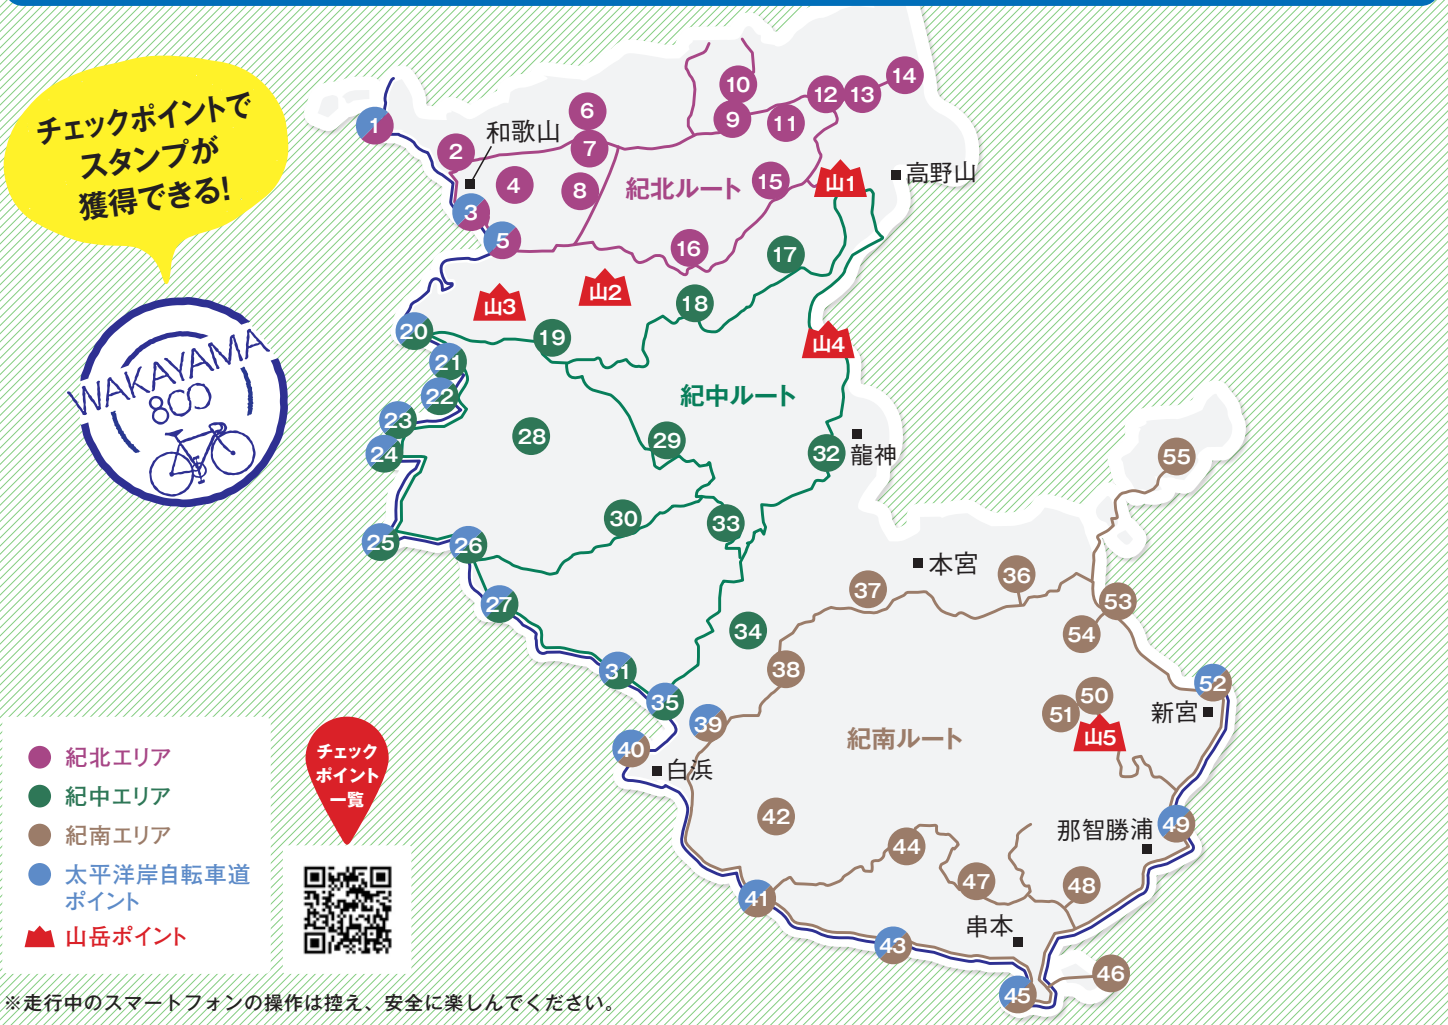 チェックポイントで
スタンプが
獲得できる!
WAKAYAMA
800
1
2
和歌山
3
4
5
6
7
8
紀北ルート
9
10
11
12
13
14
15
16
山1
高野山
17
18
山2
山3
19
20
21
22
23
24
25
26
27
28
29
30
31
山4
紀中ルート
32
龍神
33
34
35
36
本宮
37
38
39
40
白浜
41
42
43
44
45
46
47
48
串本
49
那智勝浦
紀南ルート
50
51
山5
52
新宮
53
54
55
紀北エリア
紀中エリア
紀南エリア
太平洋岸自転車道
ポイント
山岳ポイント
チェック
ポイント
一覧
※走行中のスマートフォンの操作は控え、安全に楽しんでください。